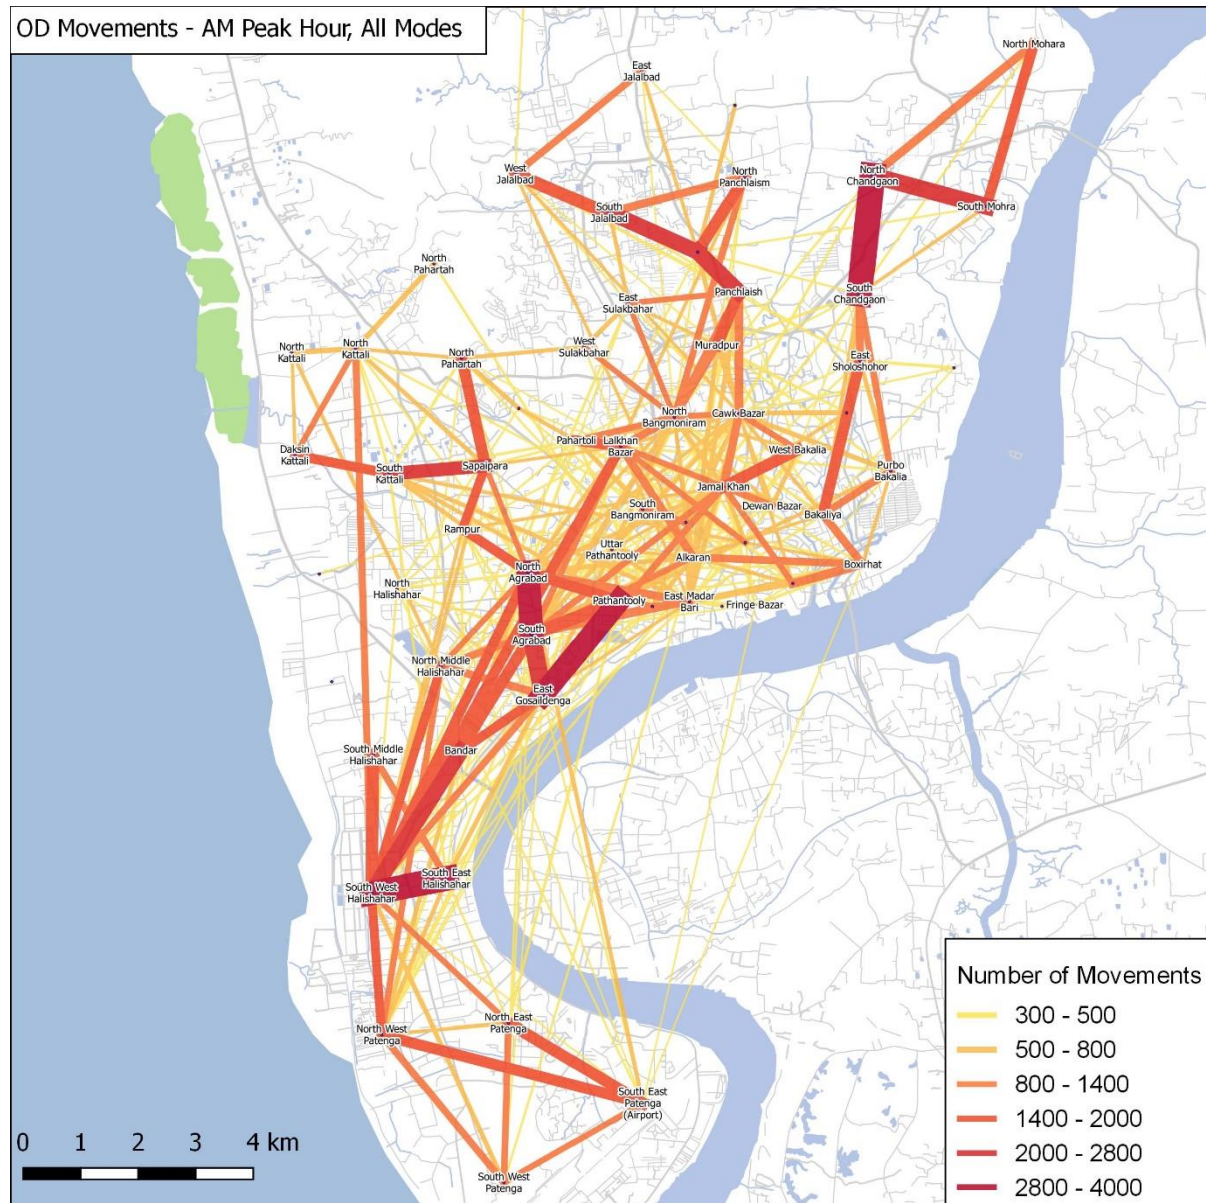 OD Movements - AM Peak Hour, All Modes
North Mohara
East
Jalalbad
West
Jalalbad
North
Panchlaism
North
Chandgaon
South
Jalalbad
South Mohra
North
Pahartah
Panchlaish
South
Chandgaon
East
Sulakbahar
North
Kattali
North
Kattali
North
Pahartah
West
Sulakbahar
Muradpur
East
Sholoshohor
North
Bangmoniram
Cawk Bazar
Pahartoli
Lalkhan
Bazar
Daksin
Kattali
South
Kattali
Sapaipara
West Bakalia
Purbo
Bakalia
Jamal Khan
South
Bangmoniram
Dewan Bazar
Bakaliya
Rampur
Uttar
Pathantooly
Alkaran
Boxirhat
North
Agrabad
North
Halishahar
Pathantooly
East Madar
Bari
Fringe Bazar
South
Agrabad
North Middle
Halishahar
East
Gosaildenga
South Middle
Halishahar
Bandar
South East
Halishahar
South West
Halishahar
North West
Patenga
North East
Patenga
South East
Patenga
(Airport)
South West
Patenga
0 1 2 3 4 km
Number of Movements
300 - 500
500 - 800
800 - 1400
1400 - 2000
2000 - 2800
2800 - 4000